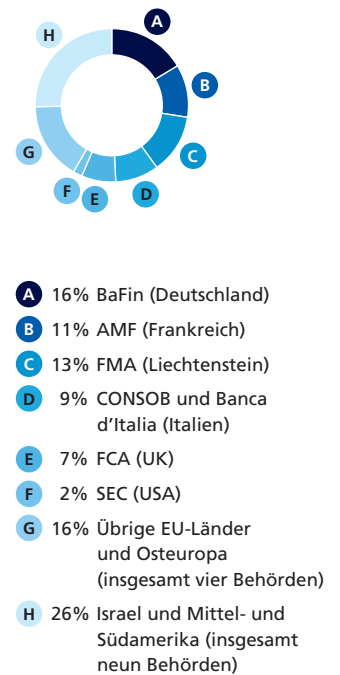 A
B
C
D
E
F
G
H
A 16% BaFin (Deutschland)
B 11% AMF (Frankreich)
C 13% FMA (Liechtenstein)
D 9% CONSOB und Banca
d’Italia (Italien)
E 7% FCA (UK)
F 2% SEC (USA)
G 16% Übrige EU-Länder
und Osteuropa
(insgesamt vier Behörden)
H 26% Israel und Mittel- und
Südamerika (insgesamt
neun Behörden)